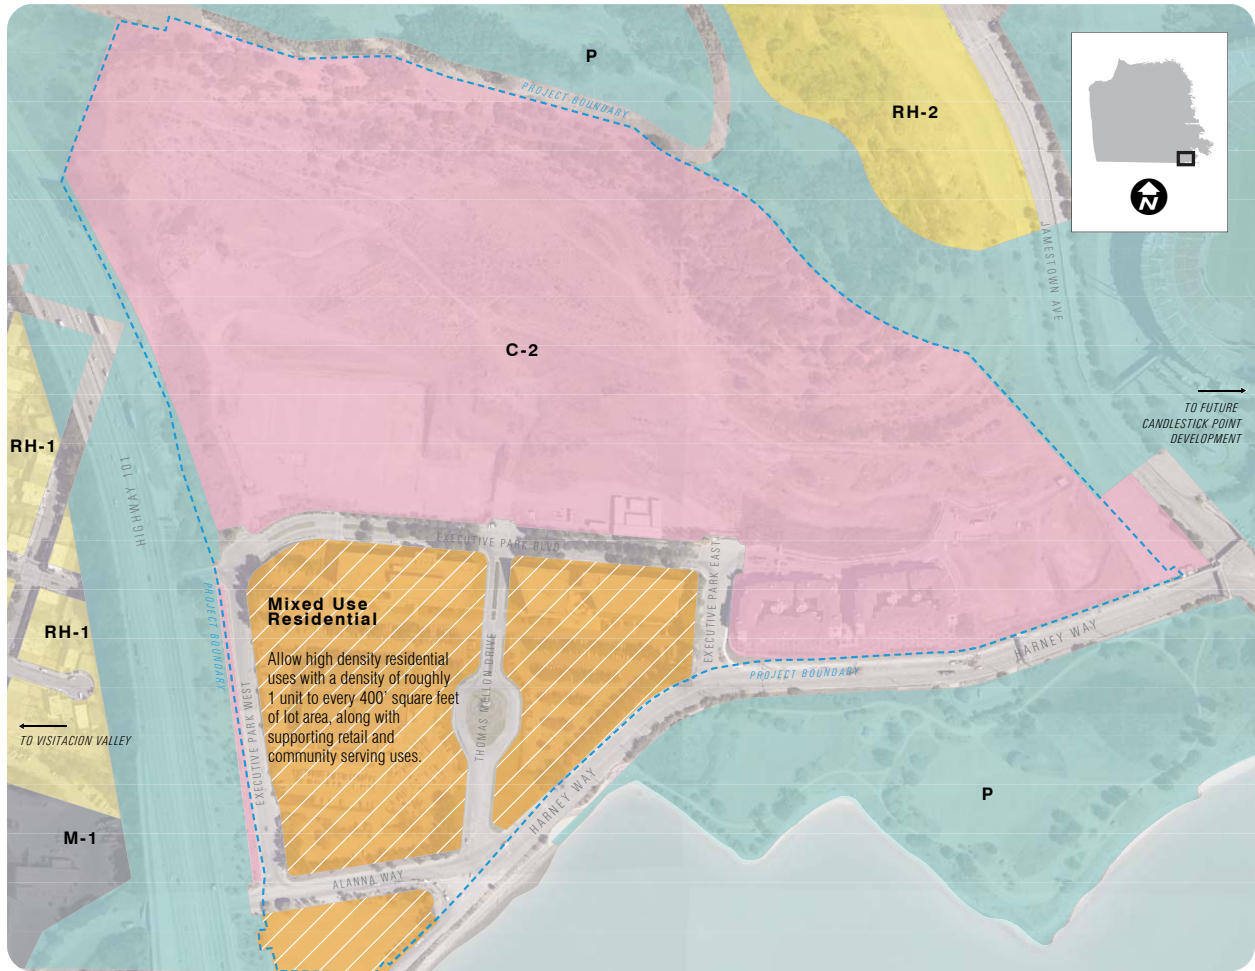 P
PROJECT BOUNDARY
RH-2
N
JAMESTOWN AVE
C-2
TO FUTURE
CANDLESTICK POINT
DEVELOPMENT
RH-1
HIGHWAY 101
EXECUTIVE PARK BLVD
EXECUTIVE PARK EAST
PROJECT BOUNDARY
Mixed Use
Residential
Allow high density residential
uses with a density of roughly
1 unit to every 400’ square feet
of lot area, along with
supporting retail and
community serving uses.
RH-1
HARNEY WAY
PROJECT BOUNDARY
THOMAS MELLON DRIVE
EXECUTIVE PARK WEST
TO VISITACION VALLEY
HARNEY WAY
P
M-1
ALANNA WAY